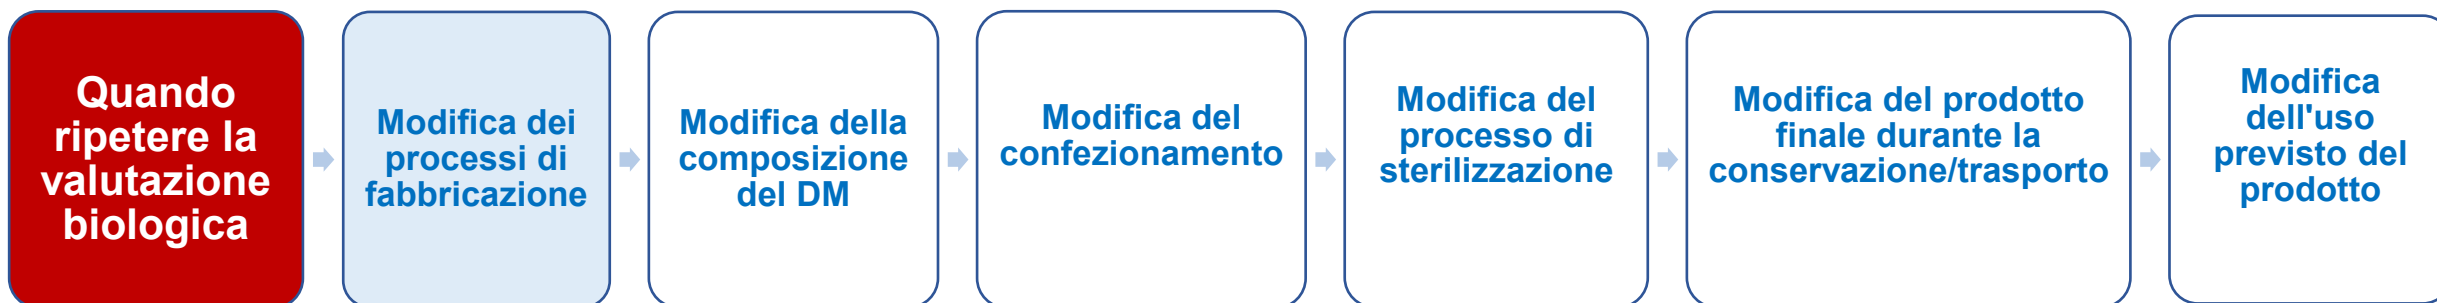 Quando
ripetere la
valutazione
biologica
Modifica dei
processi di
fabbricazione
Modifica della
composizione
del DM
Modifica del
confezionamento
Modifica del
processo di
sterilizzazione
Modifica del prodotto
finale durante la
conservazione/trasporto
Modifica
dell'uso
previsto del
prodotto